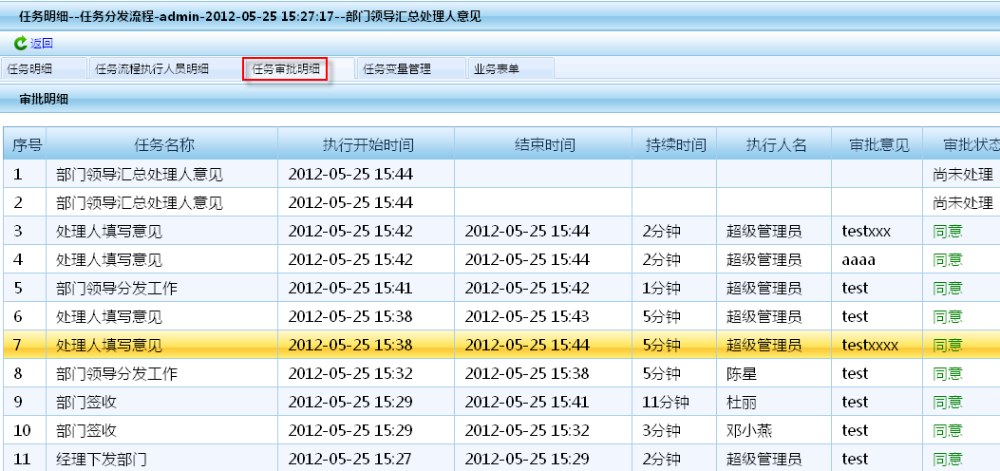 任务明细--任务分发流程-admin-2012-05-25 15:27:17--部门领导汇总处理人意见
返回
任务明细 任务流程执行人员明细 任务审批明细 任务变量管理 业务表单
审批明细
序号 任务名称 执行开始时间 结束时间 持续时间 执行人名 审批意见 审批状态
1 部门领导汇总处理人意见 2012-05-25 15:44 尚未处理
2 部门领导汇总处理人意见 2012-05-25 15:44 尚未处理
3 处理人填写意见 2012-05-25 15:42 2012-05-25 15:44 2分钟 超级管理员 testxxx 同意
4 处理人填写意见 2012-05-25 15:42 2012-05-25 15:44 2分钟 超级管理员 aaaa 同意
5 部门领导分发工作 2012-05-25 15:41 2012-05-25 15:42 1分钟 超级管理员 test 同意
6 处理人填写意见 2012-05-25 15:38 2012-05-25 15:43 5分钟 超级管理员 test 同意
7 处理人填写意见 2012-05-25 15:38 2012-05-25 15:44 5分钟 超级管理员 testxxxx 同意
8 部门领导分发工作 2012-05-25 15:32 2012-05-25 15:38 5分钟 陈星 test 同意
9 部门签收 2012-05-25 15:29 2012-05-25 15:41 11分钟 杜丽 test 同意
10 部门签收 2012-05-25 15:29 2012-05-25 15:32 3分钟 邓小燕 test 同意
11 经理下发部门 2012-05-25 15:27 2012-05-25 15:29 2分钟 超级管理员 test 同意